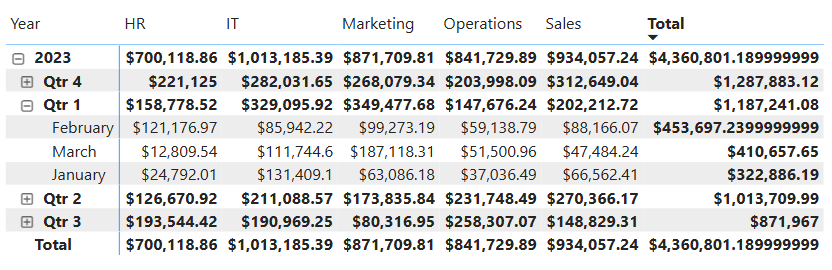 Year HR IT Marketing Operations Sales Total
2023 $700,118.86 $1,013,185.39 $871,709.81 $841,729.89 $934,057.24 $4,360,801.189999999
Qtr 4 $221,125 $282,031.65 $268,079.34 $203,998.09 $312,649.04 $1,287,883.12
Qtr 1 $158,778.52 $329,095.92 $349,477.68 $147,676.24 $202,212.72 $1,187,241.08
February $121,176.97 $85,942.22 $99,273.19 $59,138.79 $88,166.07 $453,697.2399999999
March $12,809.54 $111,744.6 $187,118.31 $51,500.96 $47,484.24 $410,657.65
January $24,792.01 $131,409.1 $63,086.18 $37,036.49 $66,562.41 $322,886.19
Qtr 2 $126,670.92 $211,088.57 $173,835.84 $231,748.49 $270,366.17 $1,013,709.99
Qtr 3 $193,544.42 $190,969.25 $80,316.95 $258,307.07 $148,829.31 $871,967
Total $700,118.86 $1,013,185.39 $871,709.81 $841,729.89 $934,057.24 $4,360,801.189999999